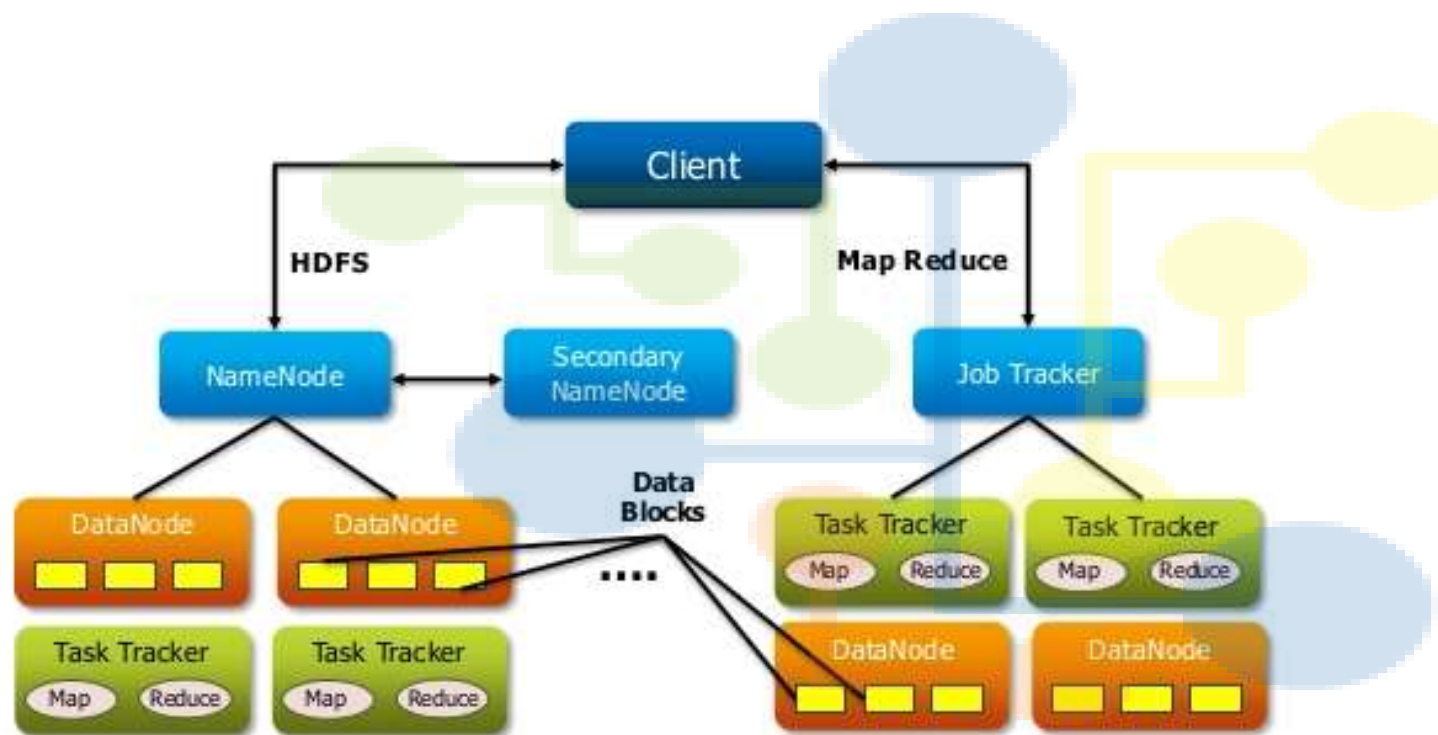 Client
HDFS
Map Reduce
NameNode
Secondary
NameNode
Job Tracker
Data
Blocks
DataNode
DataNode
....
Task Tracker
Map
Reduce
Task Tracker
Map
Reduce
Task Tracker
Map
Reduce
Task Tracker
Map
Reduce
DataNode
DataNode